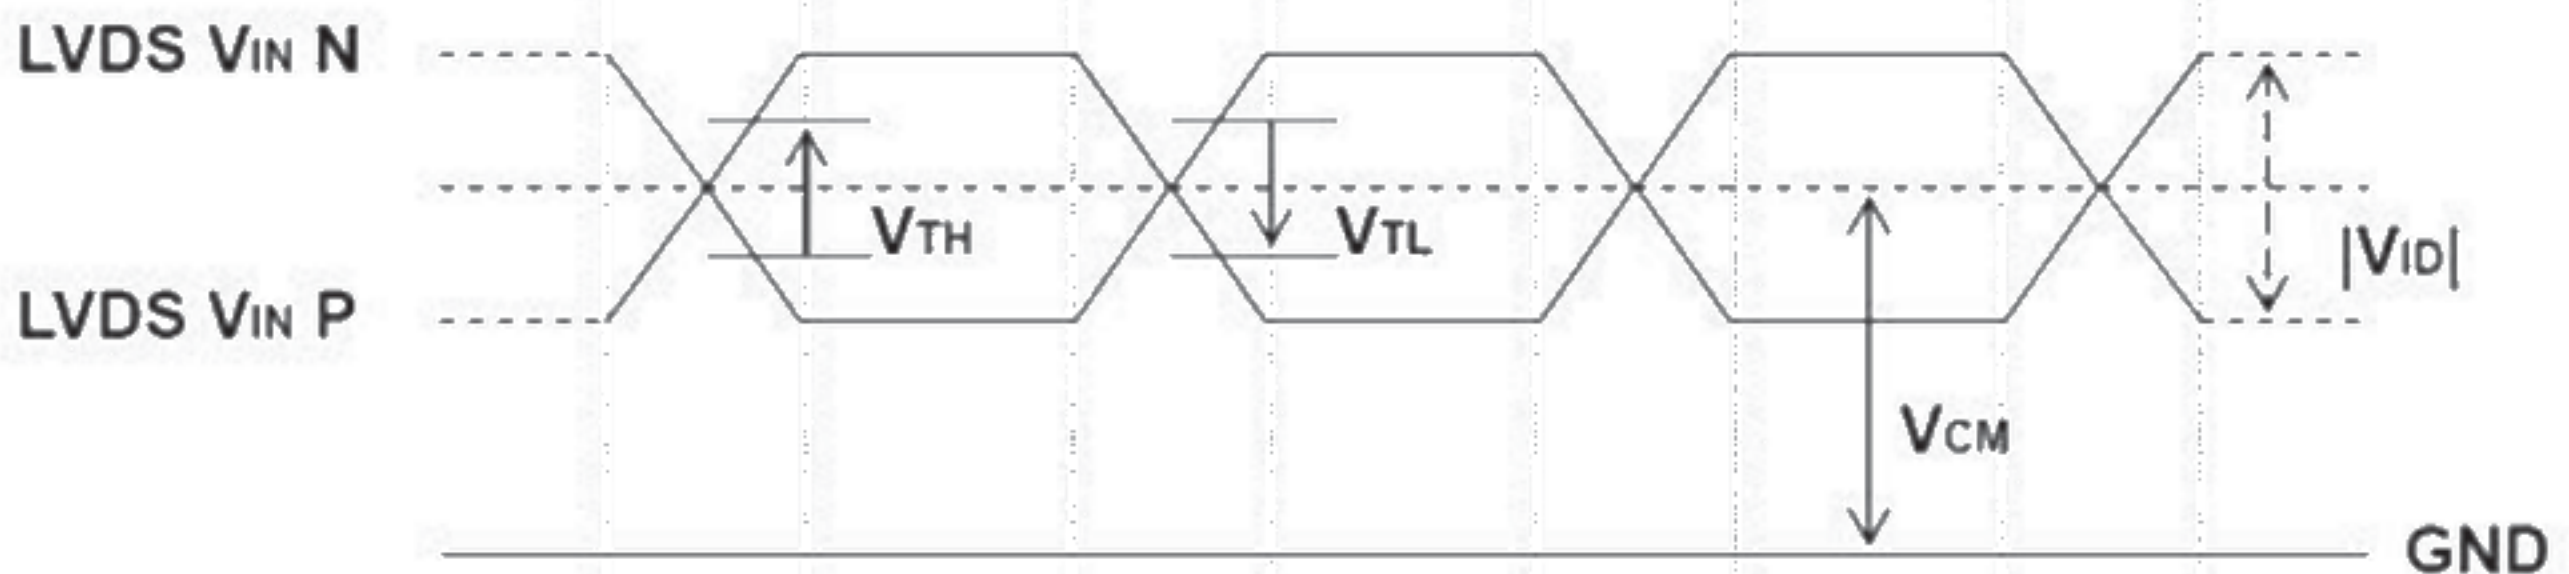 LVDS VIN N
VTH
VTL
LVDS VIN P
|VID|
VCM
GND